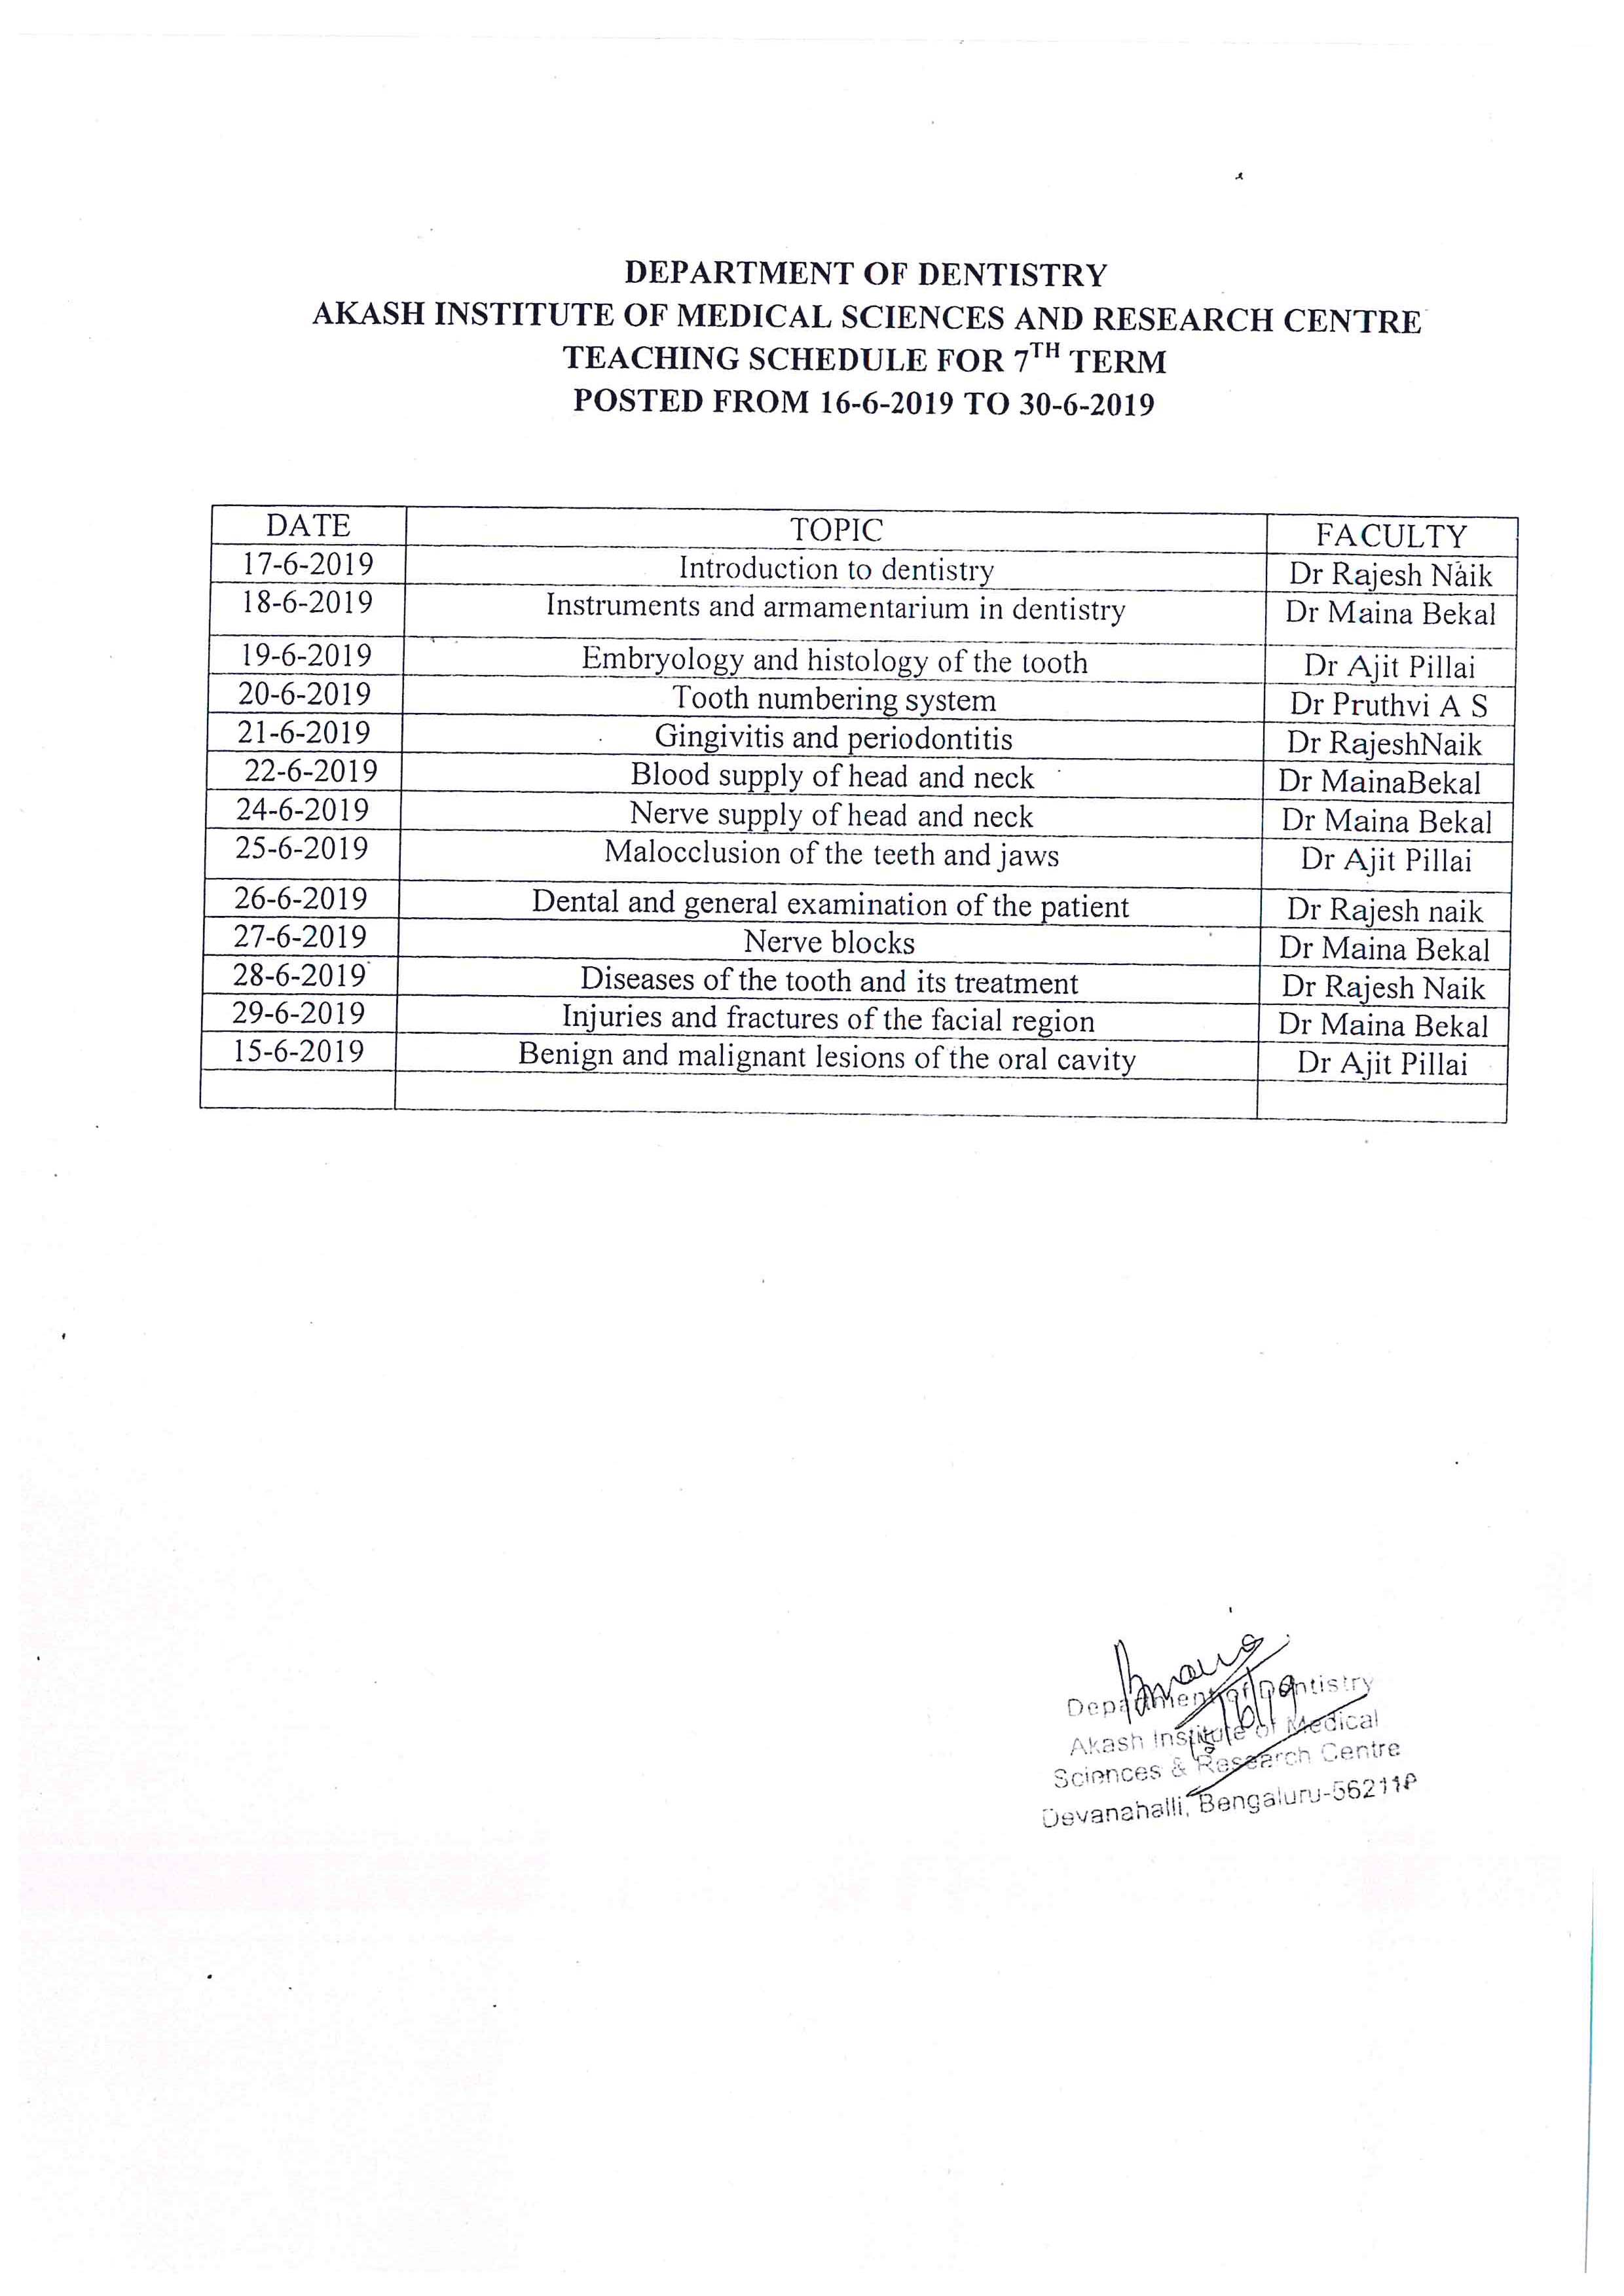 DEPARTMENT OF DENTISTRY
AKASH INSTITUTE OF MEDICAL SCIENCES AND RESEARCH CENTRE
TEACHING SCHEDULE FOR 7TH TERM
POSTED FROM 16-6-2019 TO 30-6-2019
DATE TOPIC FACULTY
17-6-2019 Introduction to dentistry Dr Rajesh Naik
18-6-2019 Instruments and armamentarium in dentistry Dr Maina Bekal
19-6-2019 Embryology and histology of the tooth Dr Ajit Pillai
20-6-2019 Tooth numbering system Dr Pruthvi A S
21-6-2019 Gingivitis and periodontitis Dr RajeshNaik
22-6-2019 Blood supply of head and neck Dr MainaBekal
24-6-2019 Nerve supply of head and neck Dr Maina Bekal
25-6-2019 Malocclusion of the teeth and jaws Dr Ajit Pillai
26-6-2019 Dental and general examination of the patient Dr Rajesh naik
27-6-2019 Nerve blocks Dr Maina Bekal
28-6-2019 Diseases of the tooth and its treatment Dr Rajesh Naik
29-6-2019 Injuries and fractures of the facial region Dr Maina Bekal
15-6-2019 Benign and malignant lesions of the oral cavity Dr Ajit Pillai
Department of Dentistry
Akash Institute of Medical
Sciences & Research Centre
Devanahalli, Bengaluru-